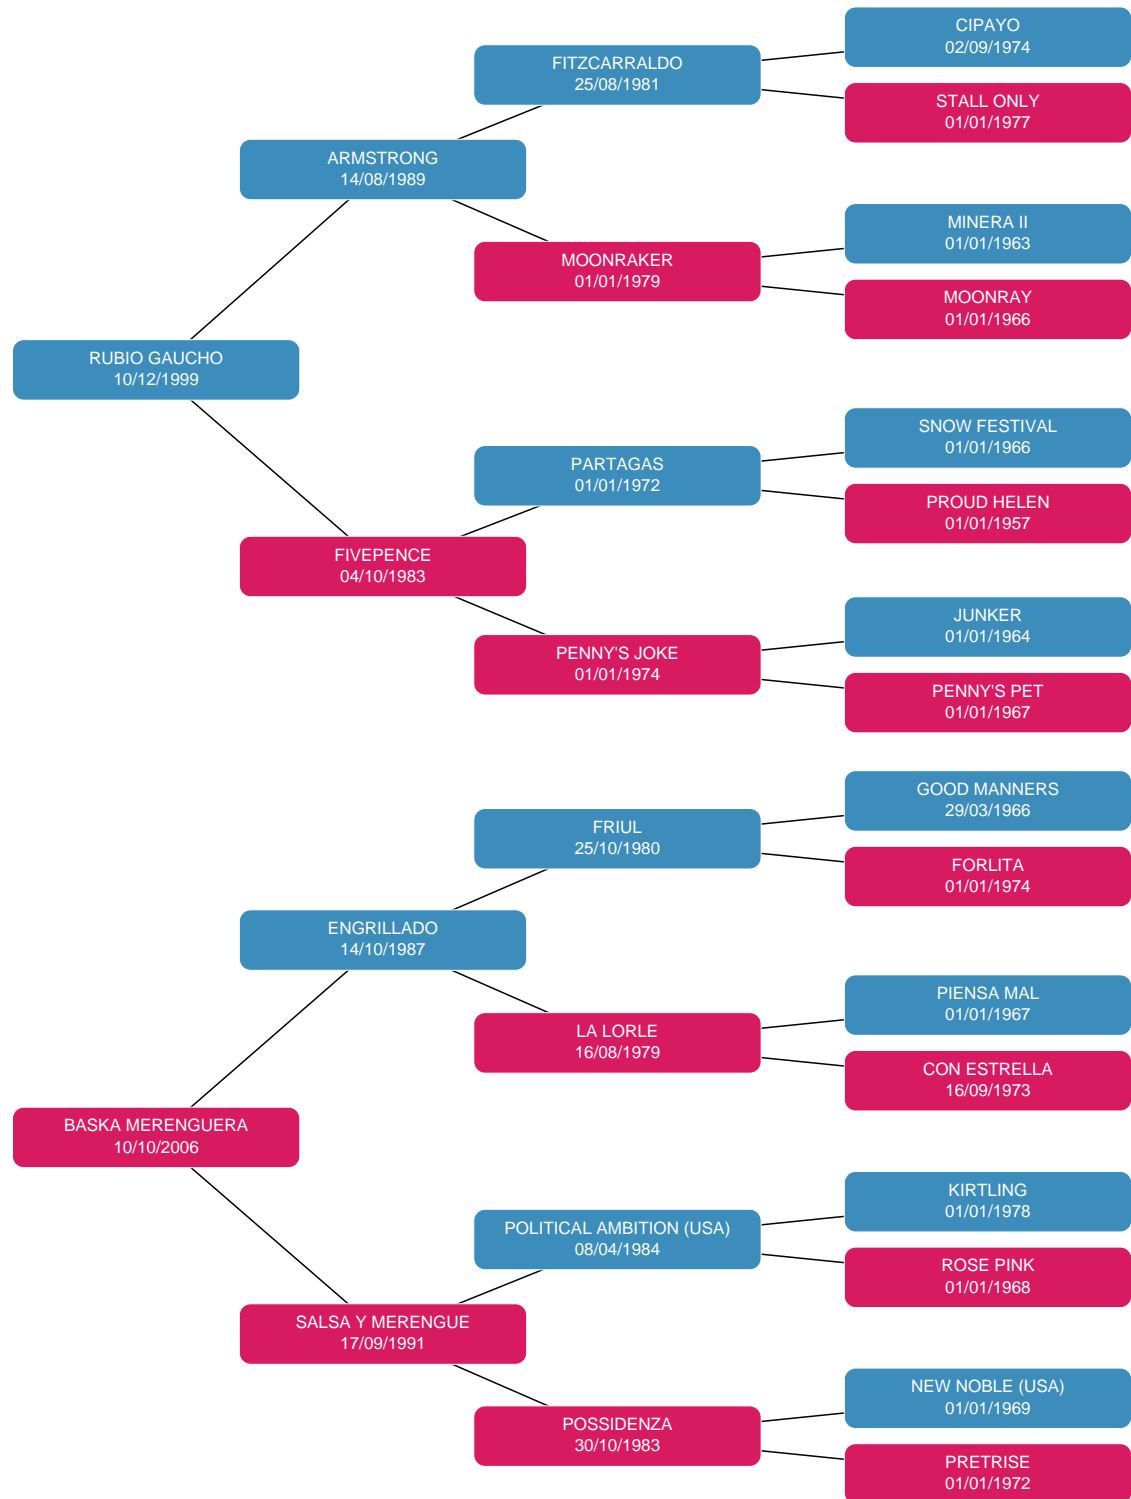 CIPAYO
02/09/1974
FITZCARRALDO
25/08/1981
STALL ONLY
01/01/1977
ARMSTRONG
14/08/1989
MINERA II
01/01/1963
MOONRAKER
01/01/1979
MOONRAY
01/01/1966
RUBIO GAUCHO
10/12/1999
SNOW FESTIVAL
01/01/1966
PARTAGAS
01/01/1972
PROUD HELEN
01/01/1957
FIVEPENCE
04/10/1983
JUNKER
01/01/1964
PENNY'S JOKE
01/01/1974
PENNY'S PET
01/01/1967
GOOD MANNERS
29/03/1966
FRIUL
25/10/1980
FORLITA
01/01/1974
ENGRILLADO
14/10/1987
PIENSA MAL
01/01/1967
LA LORLE
16/08/1979
CON ESTRELLA
16/09/1973
BASKA MERENGUERA
10/10/2006
KIRTLING
01/01/1978
POLITICAL AMBITION (USA)
08/04/1984
ROSE PINK
01/01/1968
SALSA Y MERENGUE
17/09/1991
NEW NOBLE (USA)
01/01/1969
POSSIDENZA
30/10/1983
PRETRISE
01/01/1972